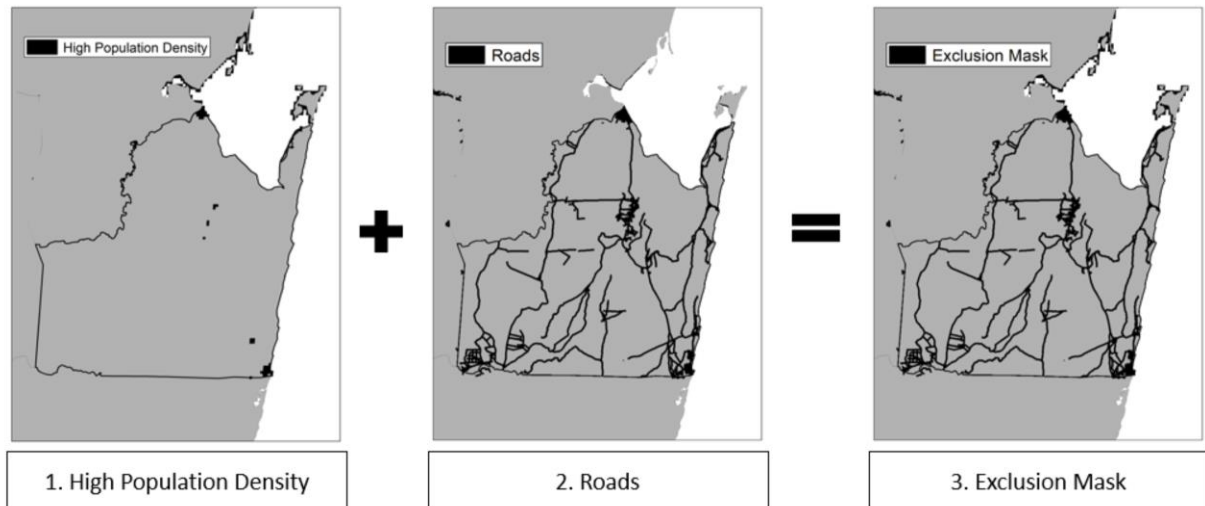 High Population Density
Roads
Exclusion Mask
+
=
1. High Population Density
2. Roads
3. Exclusion Mask